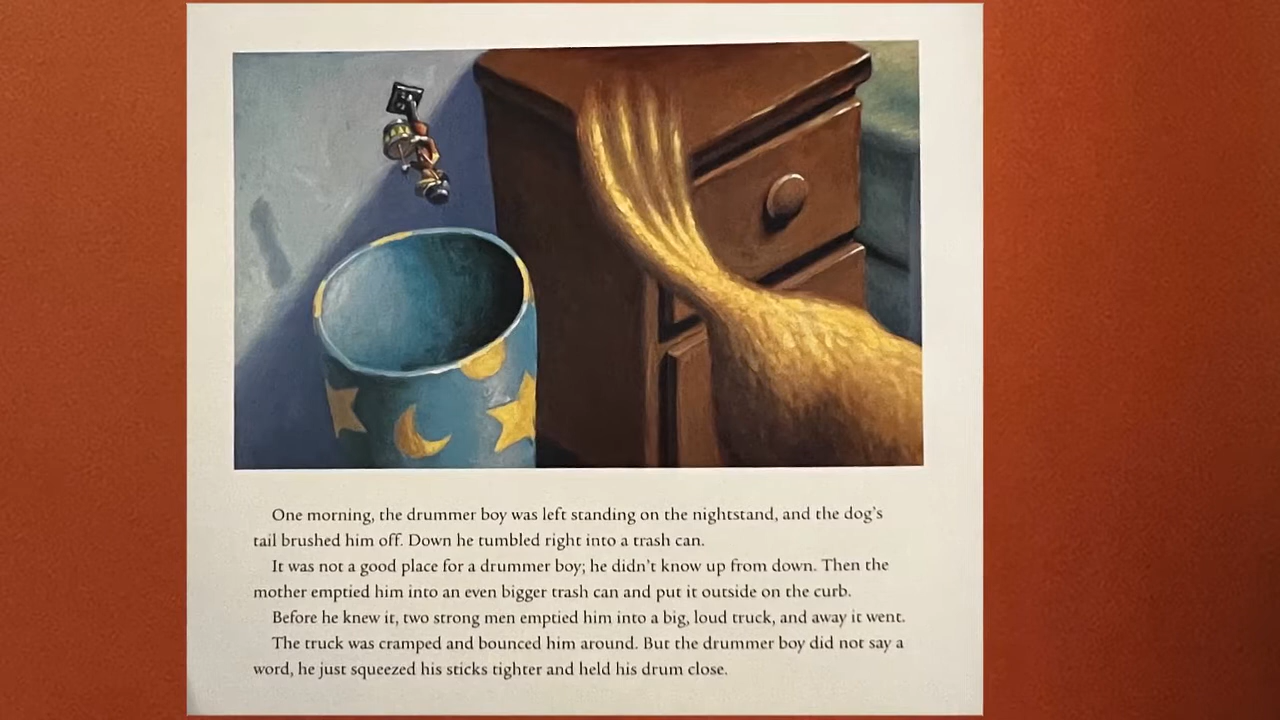 One morning, the drummer boy was left standing on the nightstand, and the dog's
tail brushed him off. Down he tumbled right into a trash can.
It was not a good place for a drummer boy; he didn't know up from down. Then the
mother emptied him into an even bigger trash can and put it outside on the curb.
Before he knew it, two strong men emptied him into a big, loud truck, and away it went.
The truck was cramped and bounced him around. But the drummer boy did not say a
word, he just squeezed his sticks tighter and held his drum close.